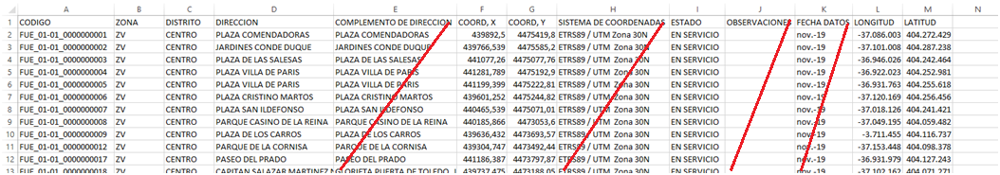 A B C D E F G H I J K L M N
1 CODIGO ZONA DISTRITO DIRECCION COMPLEMENTO DE DIRECCION COORD, X COORD, Y SISTEMA DE COORDENADAS ESTADO OBSERVACIONES FECHA DATOS LONGITUD LATITUD
2 FUE_01-01_0000000001 ZV CENTRO PLAZA COMENDADORAS PLAZA COMENDADORAS 439892,5 4475419,8 ETRS89 / UTM Zona 30N EN SERVICIO nov.-19 -37.086.003 404.272.429
3 FUE_01-01_0000000002 ZV CENTRO JARDINES CONDE DUQUE JARDINES CONDE DUQUE 439766,539 4475585,2 ETRS89 / UTM Zona 30N EN SERVICIO nov.-19 -37.101.008 404.287.238
4 FUE_01-01_0000000003 ZV CENTRO PLAZA DE LAS SALESAS PLAZA DE LAS SALESAS 441077,26 4475077,76 ETRS89 / UTM Zona 30N EN SERVICIO nov.-19 -36.946.026 404.242.464
5 FUE_01-01_0000000004 ZV CENTRO PLAZA VILLA DE PARIS PLAZA VILLA DE PARIS 441281,789 4475192,9 ETRS89 / UTM Zona 30N EN SERVICIO nov.-19 -36.922.023 404.252.981
6 FUE_01-01_0000000005 ZV CENTRO PLAZA VILLA DE PARIS PLAZA VILLA DE PARIS 441199,399 4475222,81 ETRS89 / UTM Zona 30N EN SERVICIO nov.-19 -36.931.763 404.255.618
7 FUE_01-01_0000000006 ZV CENTRO PLAZA CRISTINO MARTOS PLAZA CRISTINO MARTOS 439601,252 4475244,82 ETRS89 / UTM Zona 30N EN SERVICIO nov.-19 -37.120.169 404.256.456
8 FUE_01-01_0000000007 ZV CENTRO PLAZA SAN ILDEFONSO PLAZA SAN ILDEFONSO 440465,539 4475071,01 ETRS89 / UTM Zona 30N EN SERVICIO nov.-19 -37.018.126 404.241.421
9 FUE_01-01_0000000008 ZV CENTRO PARQUE CASINO DE LA REINA PARQUE CASINO DE LA REINA 440185,866 4473053,6 ETRS89 / UTM Zona 30N EN SERVICIO nov.-19 -37.049.195 404.059.482
10 FUE_01-01_0000000009 ZV CENTRO PLAZA DE LOS CARROS PLAZA DE LOS CARROS 439636,432 4473693,57 ETRS89 / UTM Zona 30N EN SERVICIO nov.-19 -3.711.455 404.116.737
11 FUE_01-01_0000000012 ZV CENTRO PARQUE DE LA CORNISA PARQUE DE LA CORNISA 439304,747 4473492,44 ETRS89 / UTM Zona 30N EN SERVICIO nov.-19 -37.153.448 404.098.378
12 FUE_01-01_0000000017 ZV CENTRO PASEO DEL PRADO PASEO DEL PRADO 441186,387 4473797,87 ETRS89 / UTM Zona 30N EN SERVICIO nov.-19 -36.931.979 404.127.243
13 FUE_01-01_0000000018 ZV CENTRO CAPITAN SALAZAR MARTINEZ GLORIETA PUERTA DE TOLEDO 439737,475 4473188,05 ETRS89 / UTM Zona 30N EN SERVICIO nov.-19 -37.102.167 404.071.271